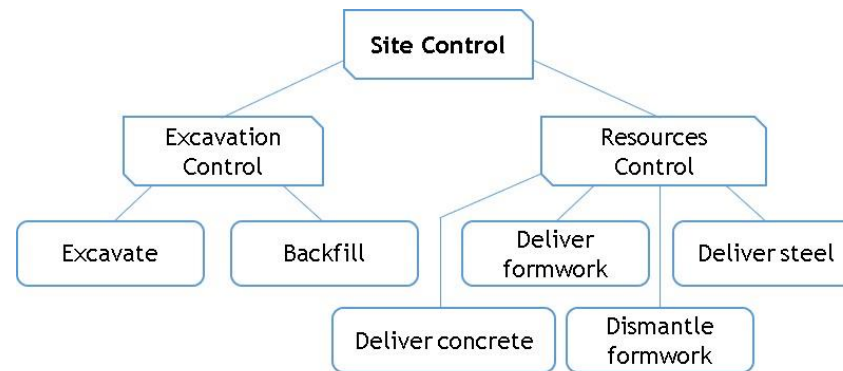 Site Control
Excavation
Control
Resources
Control
Excavate
Backfill
Deliver
formwork
Deliver steel
Deliver concrete
Dismantle
formwork